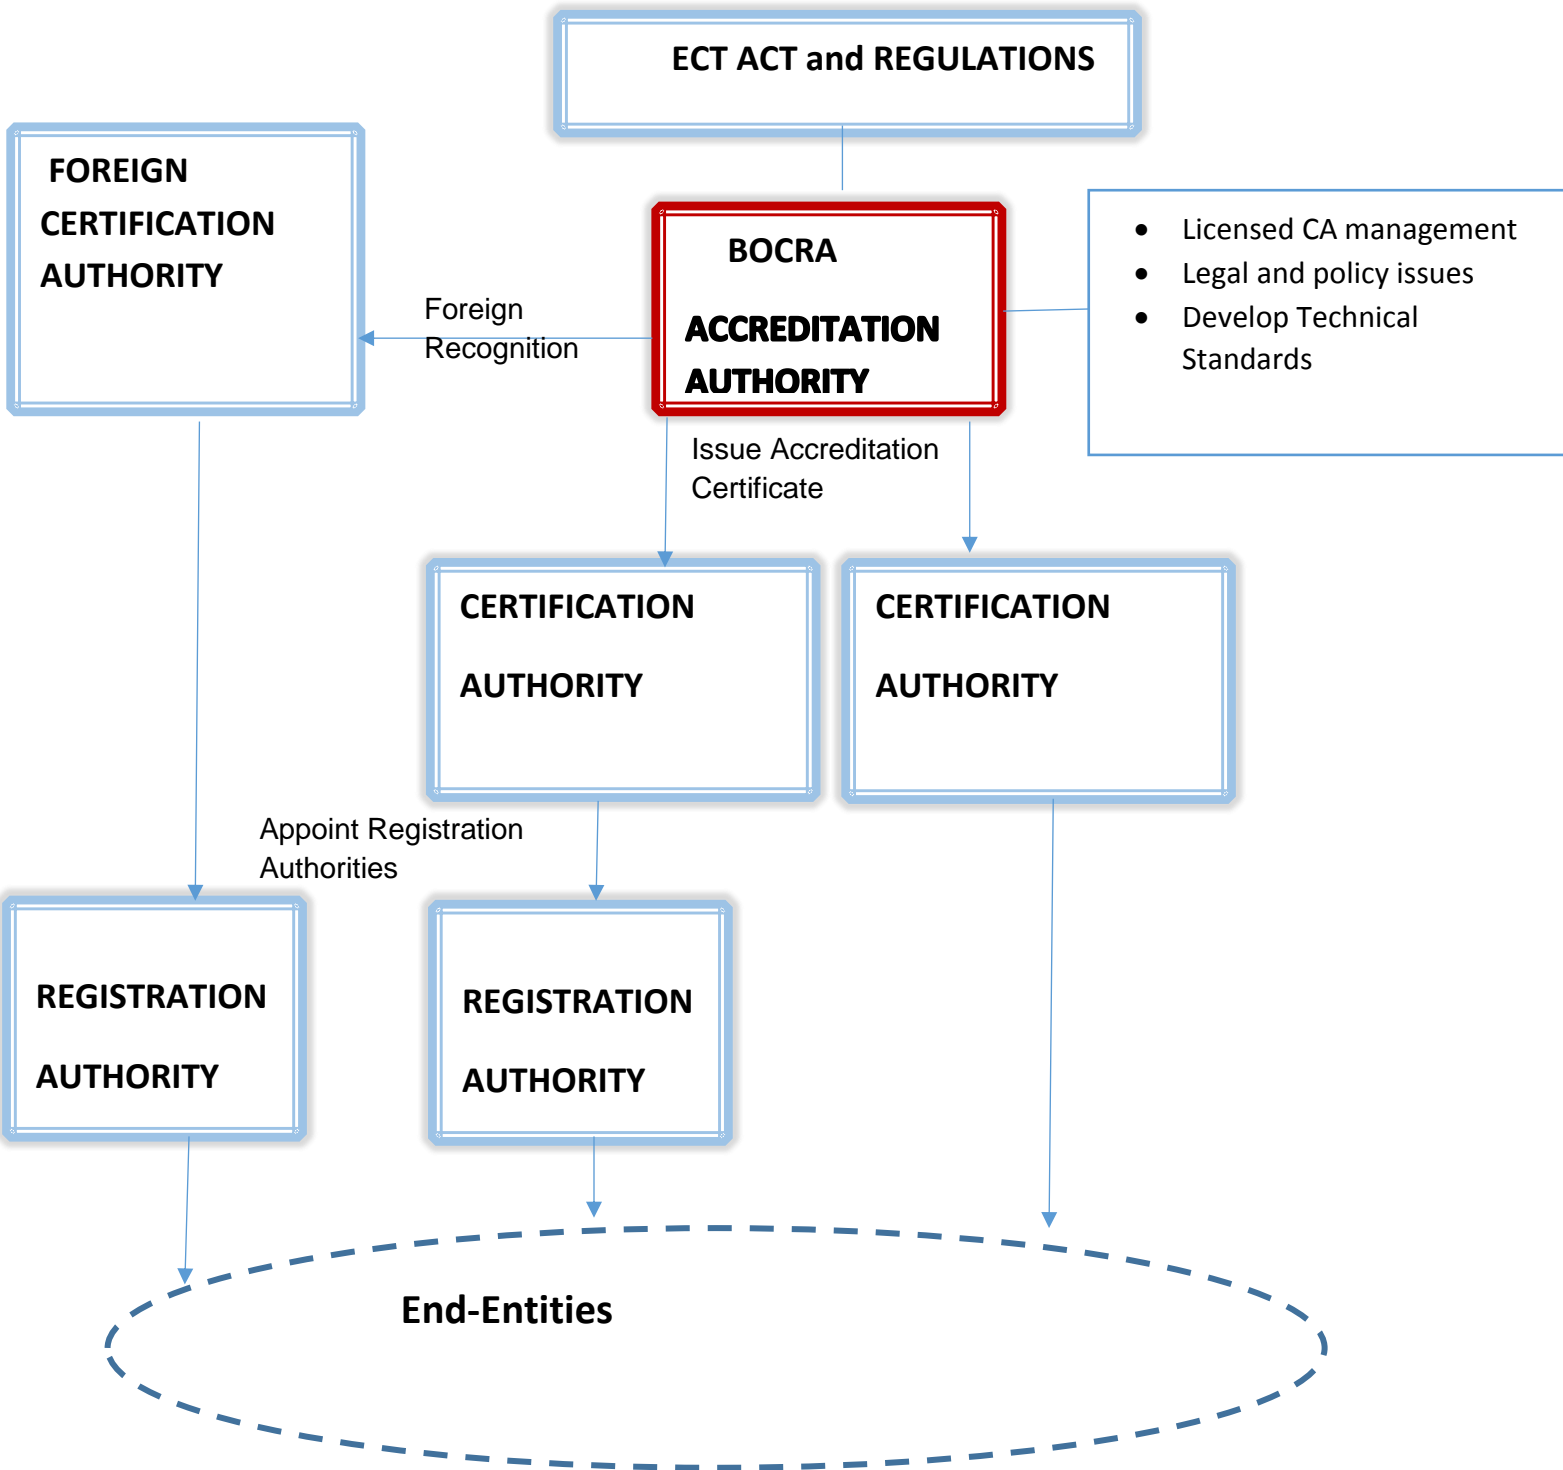 ECT ACT and REGULATIONS
FOREIGN
CERTIFICATION
AUTHORITY
Foreign
Recognition
BOCRA
ACCREDITATION
AUTHORITY
• Licensed CA management
• Legal and policy issues
• Develop Technical
Standards
Issue Accreditation
Certificate
CERTIFICATION
AUTHORITY
CERTIFICATION
AUTHORITY
Appoint Registration
Authorities
REGISTRATION
AUTHORITY
REGISTRATION
AUTHORITY
End-Entities